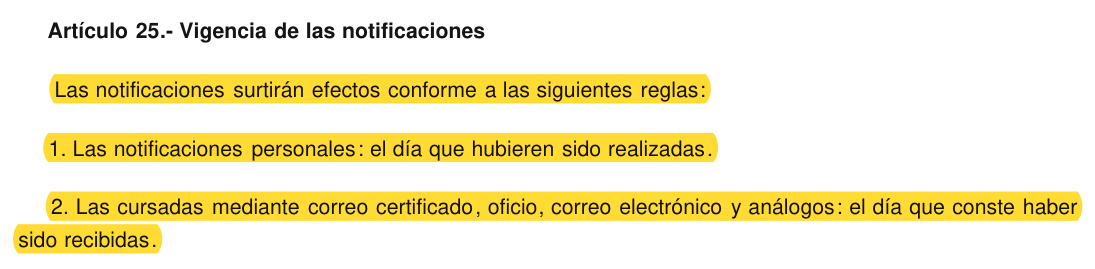 Artículo 25.- Vigencia de las notificaciones
Las notificaciones surtirán efectos conforme a las siguientes reglas:
1. Las notificaciones personales: el día que hubieren sido realizadas.
2. Las cursadas mediante correo certificado, oficio, correo electrónico y análogos: el día que conste haber
sido recibidas.